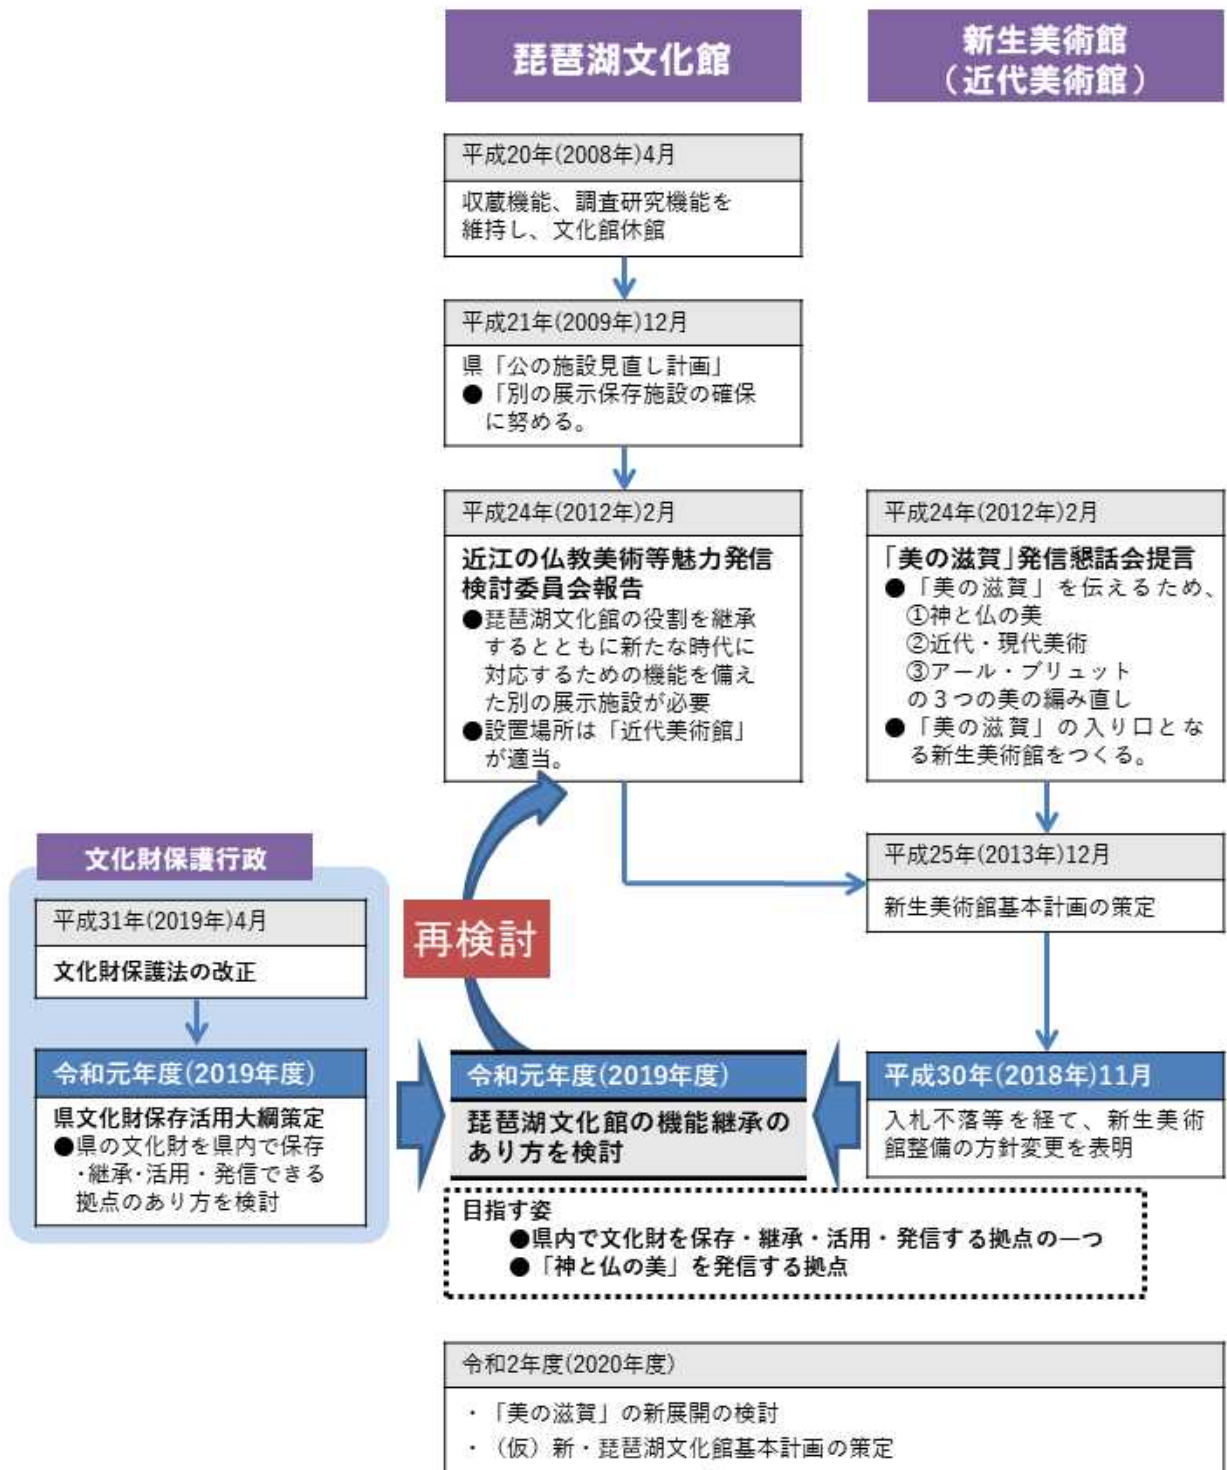 琵琶湖文化館
新生美術館
（近代美術館）
平成20年(2008年)4月
収蔵機能、調査研究機能を
維持し、文化館休館
平成21年(2009年)12月
県「公の施設見直し計画」
●「別の展示保存施設の確保
に努める。
平成24年(2012年)2月
近江の仏教美術等魅力発信
検討委員会報告
●琵琶湖文化館の役割を継承
するとともに新たな時代に
対応するための機能を備え
た別の展示施設が必要
●設置場所は「近代美術館」
が適当。
平成24年(2012年)2月
「美の滋賀」発信懇話会提言
●「美の滋賀」を伝えるため、
①神と仏の美
②近代・現代美術
③アール・ブリュット
の３つの美の編み直し
●「美の滋賀」の入り口とな
る新生美術館をつくる。
平成25年(2013年)12月
新生美術館基本計画の策定
文化財保護行政
平成31年(2019年)4月
文化財保護法の改正
再検討
令和元年度(2019年度)
県文化財保存活用大綱策定
●県の文化財を県内で保存
・継承・活用・発信できる
拠点のあり方を検討
令和元年度(2019年度)
琵琶湖文化館の機能継承の
あり方を検討
平成30年(2018年)11月
入札不落等を経て、新生美術
館整備の方針変更を表明
目指す姿
●県内で文化財を保存・継承・活用・発信する拠点の一つ
●「神と仏の美」を発信する拠点
令和2年度(2020年度)
・「美の滋賀」の新展開の検討
・（仮）新・琵琶湖文化館基本計画の策定